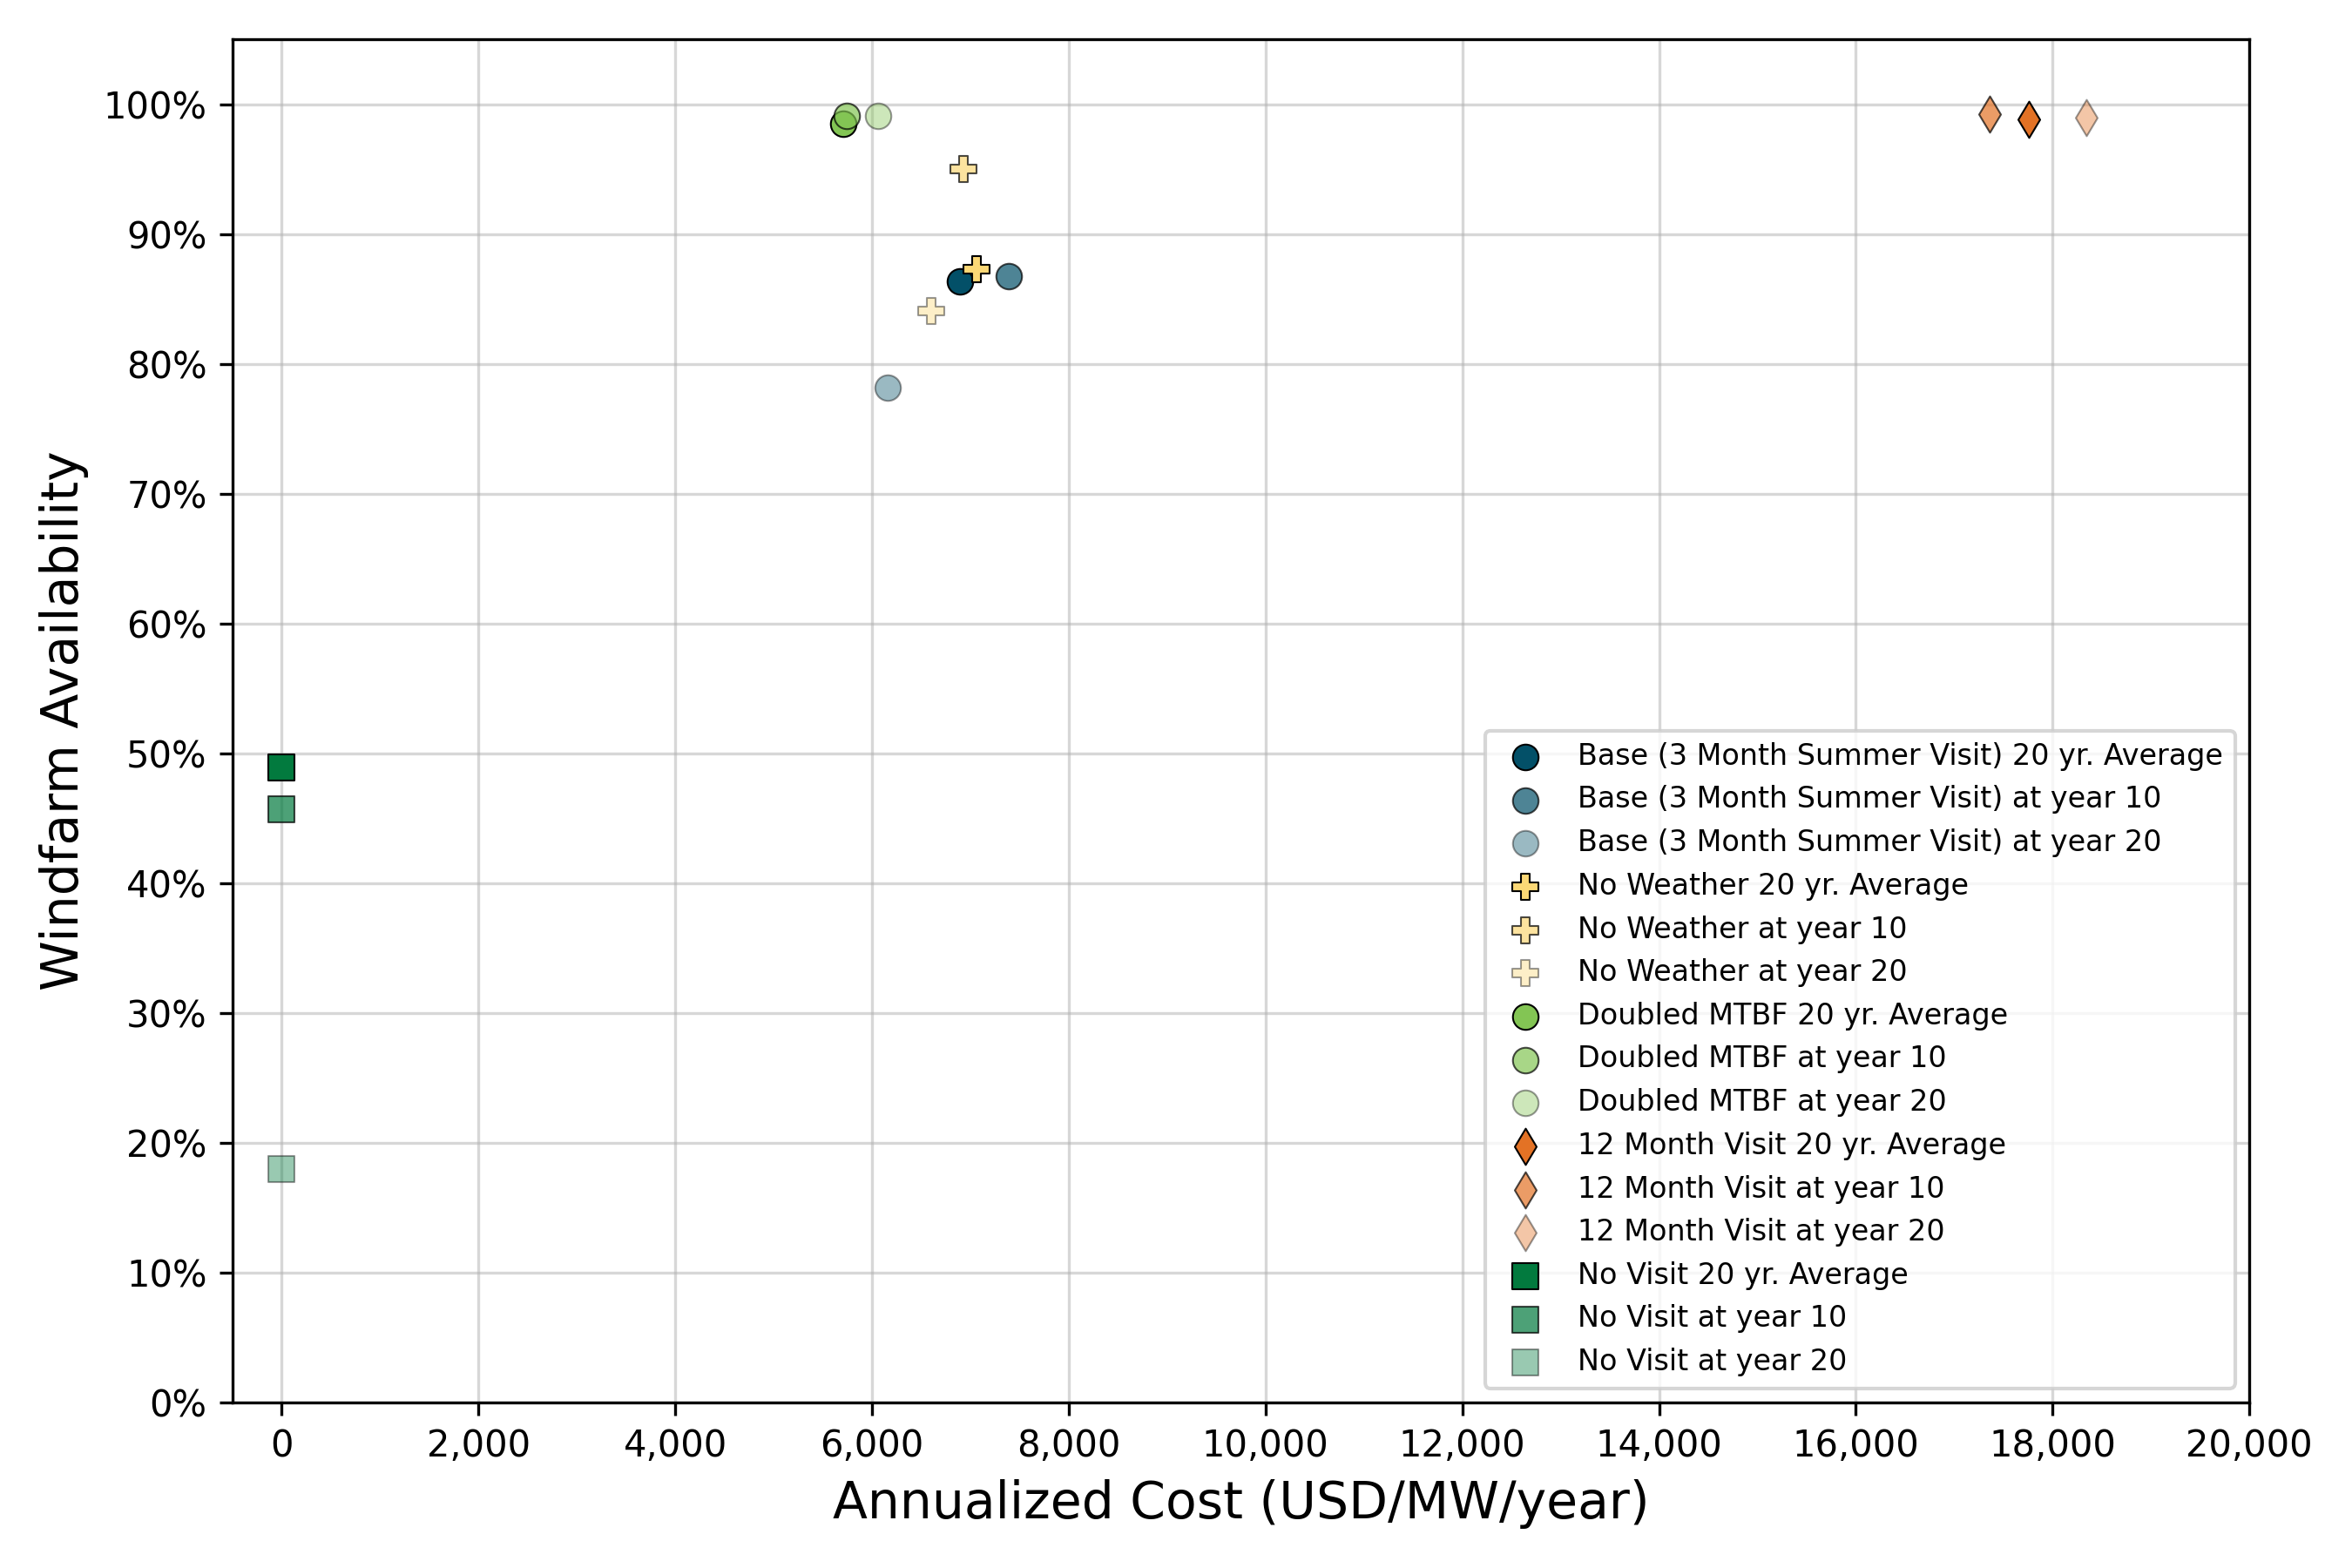 100%
90%
80%
70%
60%
50%
40%
30%
20%
10%
0%
Windfarm Availability
Base (3 Month Summer Visit) 20 yr. Average
Base (3 Month Summer Visit) at year 10
Base (3 Month Summer Visit) at year 20
No Weather 20 yr. Average
No Weather at year 10
No Weather at year 20
Doubled MTBF 20 yr. Average
Doubled MTBF at year 10
Doubled MTBF at year 20
12 Month Visit 20 yr. Average
12 Month Visit at year 10
12 Month Visit at year 20
No Visit 20 yr. Average
No Visit at year 10
No Visit at year 20
0 2,000 4,000 6,000 8,000 10,000 12,000 14,000 16,000 18,000 20,000
Annualized Cost (USD/MW/year)